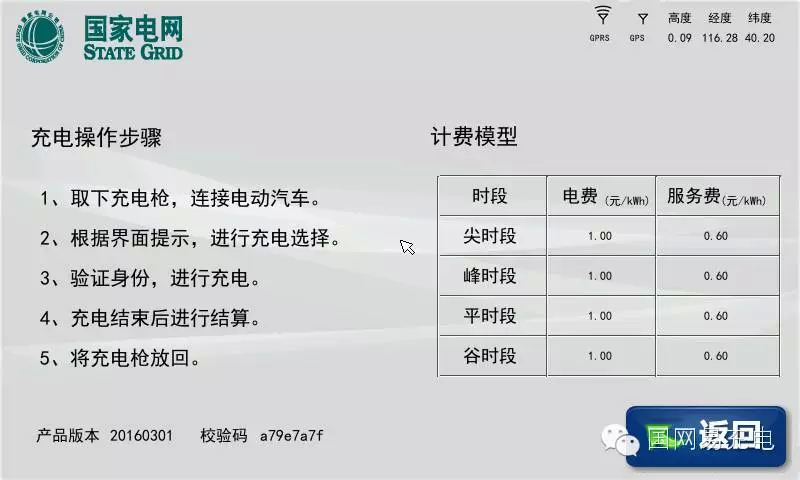 国家电网
STATE GRID
GPRS
GPS
高度 经度 纬度
0.09 116.28 40.20
充电操作步骤
1、取下充电枪，连接电动汽车。
2、根据界面提示，进行充电选择。
3、验证身份，进行充电。
4、充电结束后进行结算。
5、将充电枪放回。
计费模型
时段 电费(元/kWh) 服务费(元/kWh)
尖时段 1.00 0.60
峰时段 1.00 0.60
平时段 1.00 0.60
谷时段 1.00 0.60
产品版本 20160301 校验码 a79e7a7f
返回